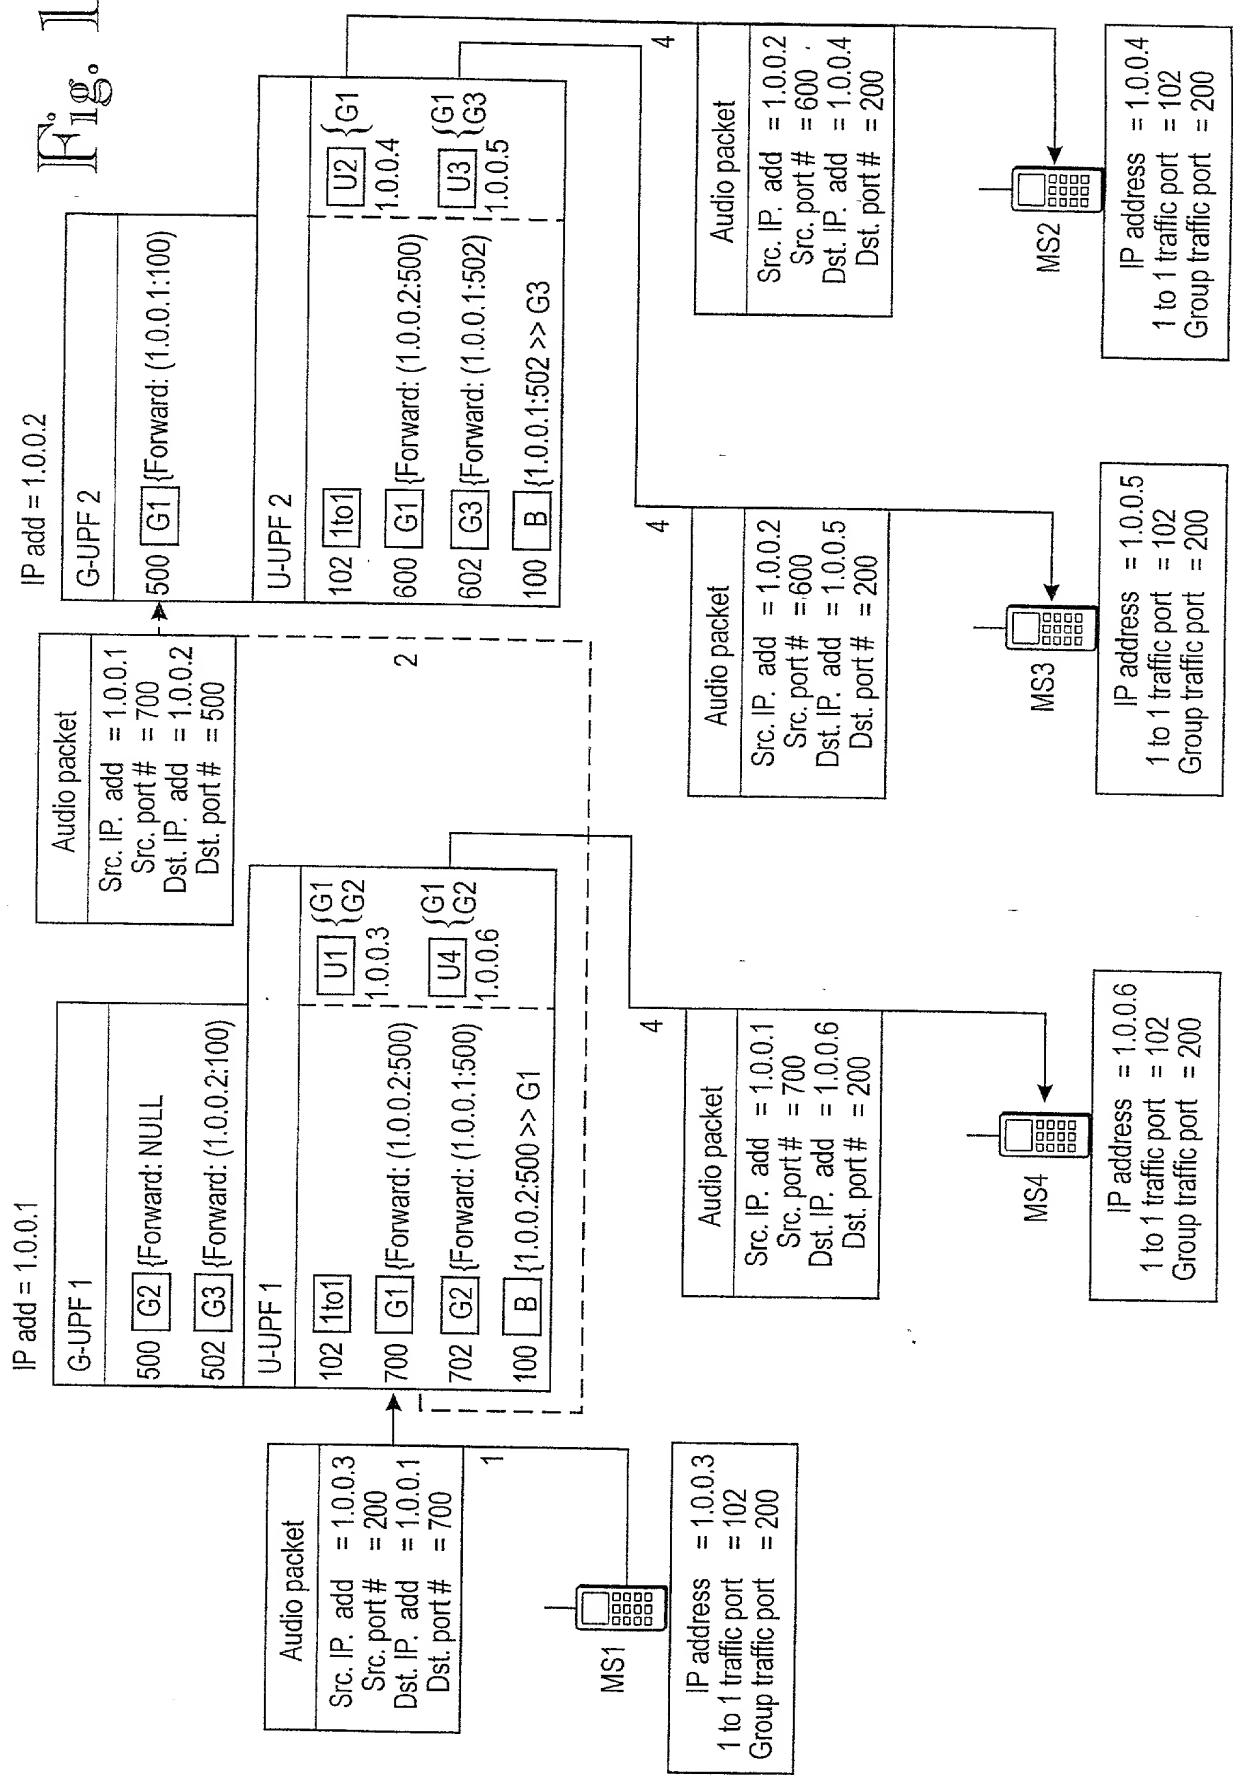 Fig. 1
IP add = 1.0.0.1
G-UPF 1
500 G2 {Forward: NULL
502 G3 {Forward: (1.0.0.2:100)
U-UPF 1
102 1to1
700 G1 {Forward: (1.0.0.2:500)
702 G2 {Forward: (1.0.0.1:500)
100 B {1.0.0.2:500 >> G1
U1 {G1
G2
1.0.0.3
U4 {G1
G2
1.0.0.6
IP add = 1.0.0.2
G-UPF 2
500 G1 {Forward: (1.0.0.1:100)
U-UPF 2
102 1to1
600 G1 {Forward: (1.0.0.2:500)
602 G3 {Forward: (1.0.0.1:502)
100 B {1.0.0.1:502 >> G3
U2 {G1
1.0.0.4
U3 {G1
G3
1.0.0.5
Audio packet
Src. IP. add = 1.0.0.1
Src. port # = 700
Dst. IP. add = 1.0.0.2
Dst. port # = 500
2
Audio packet
Src. IP. add = 1.0.0.3
Src. port # = 200
Dst. IP. add = 1.0.0.1
Dst. port # = 700
1
MS1
IP address = 1.0.0.3
1 to 1 traffic port = 102
Group traffic port = 200
4
Audio packet
Src. IP. add = 1.0.0.1
Src. port # = 700
Dst. IP. add = 1.0.0.6
Dst. port # = 200
MS4
IP address = 1.0.0.6
1 to 1 traffic port = 102
Group traffic port = 200
4
Audio packet
Src. IP. add = 1.0.0.2
Src. port # = 600
Dst. IP. add = 1.0.0.5
Dst. port # = 200
MS3
IP address = 1.0.0.5
1 to 1 traffic port = 102
Group traffic port = 200
4
Audio packet
Src. IP. add = 1.0.0.2
Src. port # = 600
Dst. IP. add = 1.0.0.4
Dst. port # = 200
MS2
IP address = 1.0.0.4
1 to 1 traffic port = 102
Group traffic port = 200